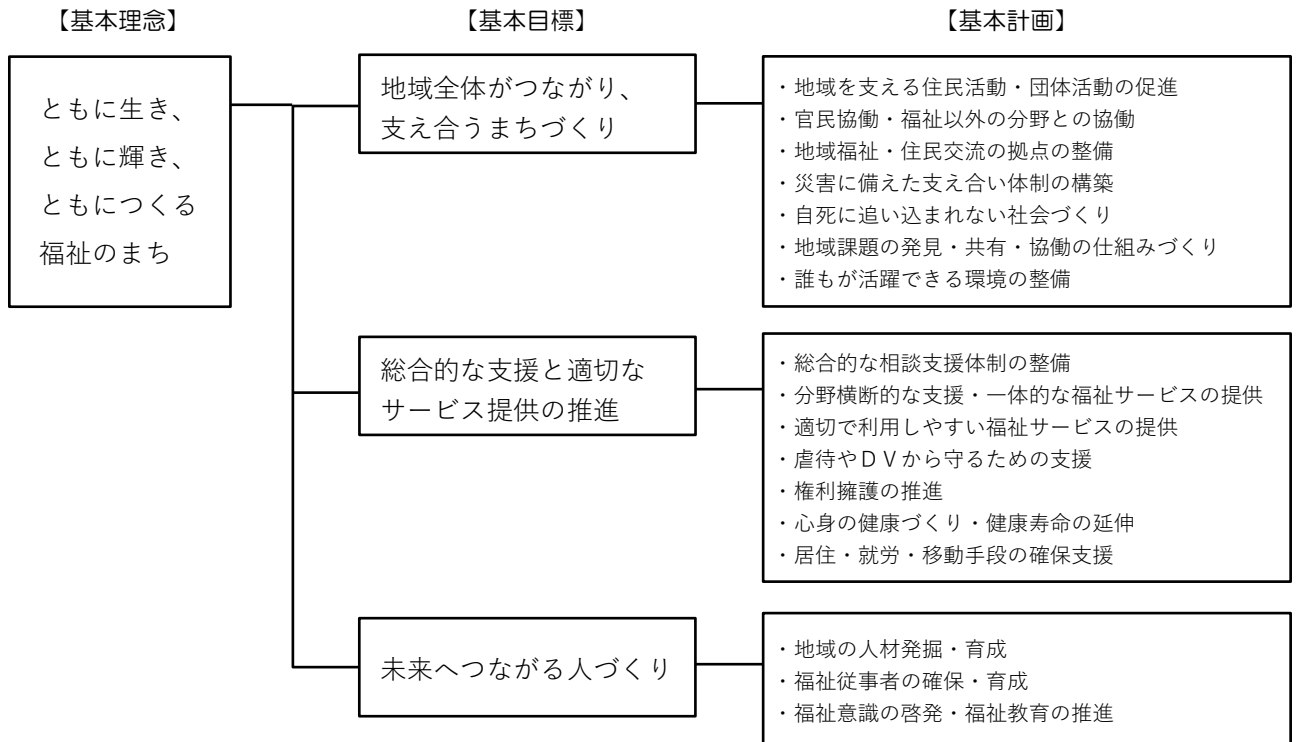 【基本理念】
【基本目標】
【基本計画】
ともに生き、
ともに輝き、
ともにつくる
福祉のまち
地域全体がつながり、
支え合うまちづくり
・地域を支える住民活動・団体活動の促進
・官民協働・福祉以外の分野との協働
・地域福祉・住民交流の拠点の整備
・災害に備えた支え合い体制の構築
・自死に追い込まれない社会づくり
・地域課題の発見・共有・協働の仕組みづくり
・誰もが活躍できる環境の整備
総合的な支援と適切な
サービス提供の推進
・総合的な相談支援体制の整備
・分野横断的な支援・一体的な福祉サービスの提供
・適切で利用しやすい福祉サービスの提供
・虐待やＤＶから守るための支援
・権利擁護の推進
・心身の健康づくり・健康寿命の延伸
・居住・就労・移動手段の確保支援
未来へつながる人づくり
・地域の人材発掘・育成
・福祉従事者の確保・育成
・福祉意識の啓発・福祉教育の推進